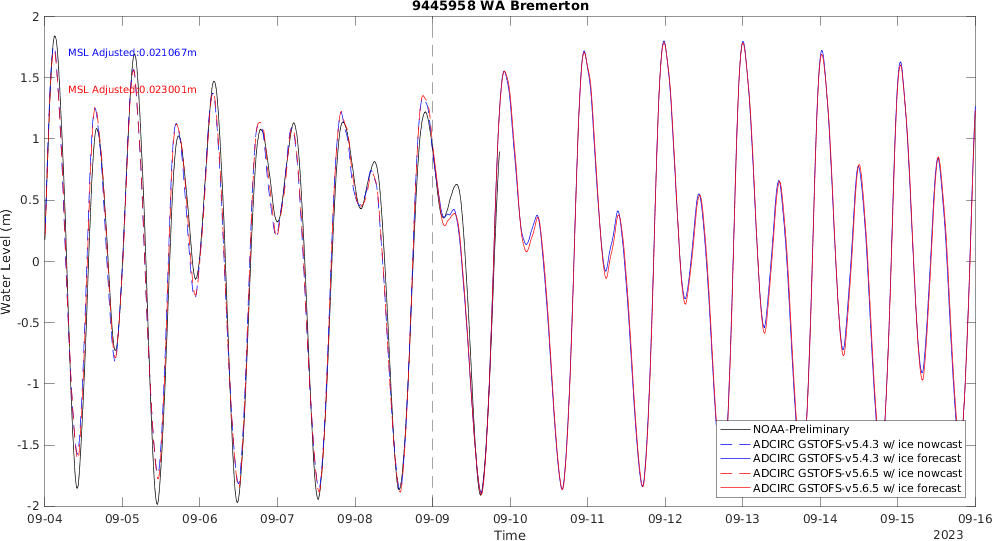 9445958 WA Bremerton
MSL Adjusted:0.021067m
MSL Adjusted:0.023001m
Water Level (m)
2
1.5
1
0.5
0
-0.5
-1
-1.5
-2
NOAA-Preliminary
ADCIRC GSTOFS-v5.4.3 w/ ice nowcast
ADCIRC GSTOFS-v5.4.3 w/ ice forecast
ADCIRC GSTOFS-v5.6.5 w/ ice nowcast
ADCIRC GSTOFS-v5.6.5 w/ ice forecast
09-04 09-05 09-06 09-07 09-08 09-09 09-10 09-11 09-12 09-13 09-14 09-15 09-16
Time
2023